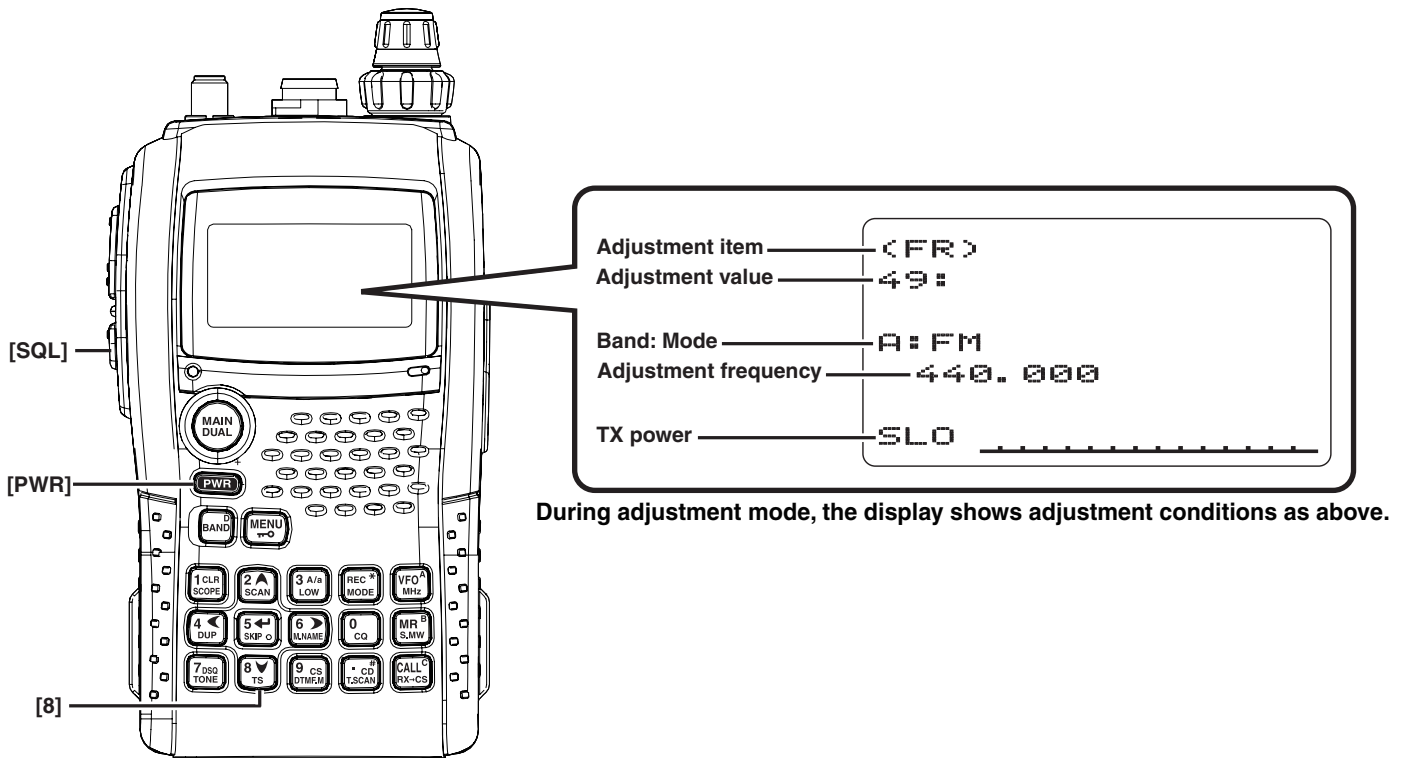 Adjustment item
<FR>
Adjustment value
49:
Band: Mode
A:FM
Adjustment frequency
440.000
TX power
SLO
During adjustment mode, the display shows adjustment conditions as above.
[SQL]
MAIN
DUAL
[PWR]
PWR
D
BAND
MENU
1 CLR
SCOPE
2
SCAN
3 A/a
LOW
REC *
MODE
VFO A
MHz
4
DUP
5
SKIP
6
M.NAME
0
CQ
MR B
S.MW
7 DSQ
TONE
8
TS
9 CS
DTMF.M
. CD #
T.SCAN
CALL C
RX→CS
[8]